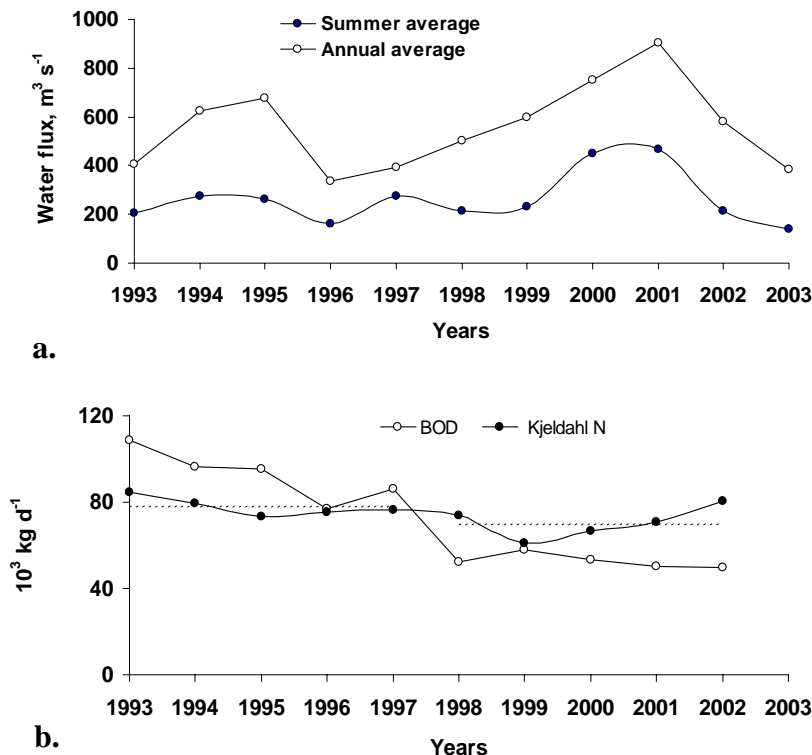 1000
800
600
400
200
0
Water flux, m³ s⁻¹
Summer average
Annual average
1993 1994 1995 1996 1997 1998 1999 2000 2001 2002 2003
Years
a.
120
80
40
0
10³ kg d⁻¹
BOD Kjeldahl N
1993 1994 1995 1996 1997 1998 1999 2000 2001 2002 2003
Years
b.